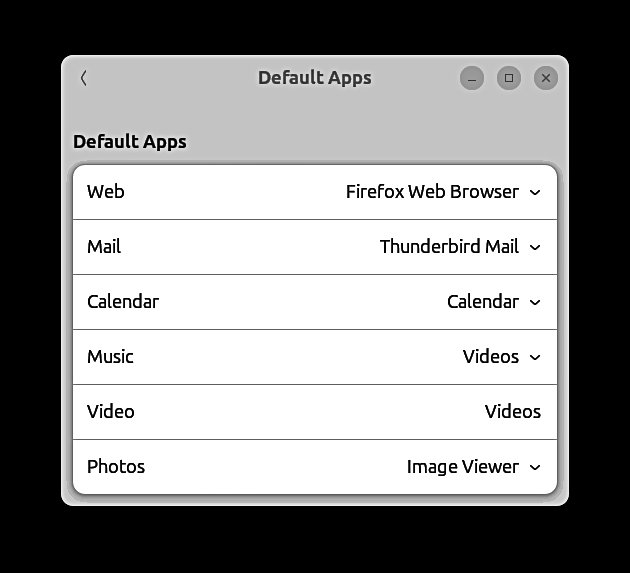 Default Apps
Default Apps
Web Firefox Web Browser
Mail Thunderbird Mail
Calendar Calendar
Music Videos
Video Videos
Photos Image Viewer